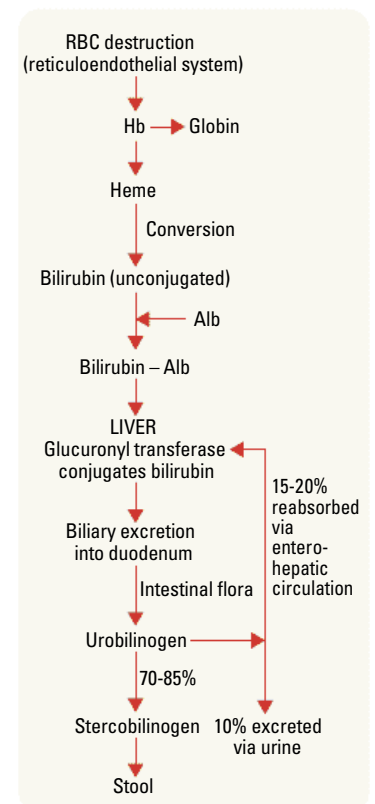 RBC destruction
(reticuloendothelial system)
Hb
Globin
Heme
Conversion
Bilirubin (unconjugated)
Alb
Bilirubin – Alb
LIVER
Glucuronyl transferase
conjugates bilirubin
15-20%
reabsorbed
via
entero-
hepatic
circulation
Biliary excretion
into duodenum
Intestinal flora
Urobilinogen
70-85%
Stercobilinogen
10% excreted
via urine
Stool